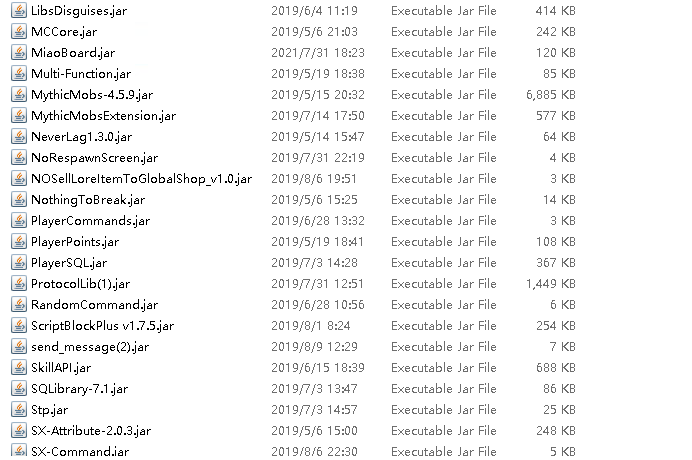 LibsDisguises.jar 2019/6/4 11:19 Executable Jar File 414 KB
MCCore.jar 2019/5/6 21:03 Executable Jar File 242 KB
MiaoBoard.jar 2021/7/31 18:23 Executable Jar File 120 KB
Multi-Function.jar 2019/5/19 18:38 Executable Jar File 85 KB
MythicMobs-4.5.9.jar 2019/5/15 20:32 Executable Jar File 6,885 KB
MythicMobsExtension.jar 2019/7/14 17:50 Executable Jar File 577 KB
NeverLag1.3.0.jar 2019/5/14 15:47 Executable Jar File 64 KB
NoRespawnScreen.jar 2019/7/31 22:19 Executable Jar File 4 KB
NOSellLoreItemToGlobalShop_v1.0.jar 2019/8/6 19:51 Executable Jar File 3 KB
NothingToBreak.jar 2019/5/6 15:25 Executable Jar File 14 KB
PlayerCommands.jar 2019/6/28 13:32 Executable Jar File 3 KB
PlayerPoints.jar 2019/5/19 18:41 Executable Jar File 108 KB
PlayerSQL.jar 2019/7/3 14:28 Executable Jar File 367 KB
ProtocolLib(1).jar 2019/7/31 12:51 Executable Jar File 1,449 KB
RandomCommand.jar 2019/6/28 10:56 Executable Jar File 6 KB
ScriptBlockPlus v1.7.5.jar 2019/8/1 8:24 Executable Jar File 254 KB
send_message(2).jar 2019/8/9 12:29 Executable Jar File 7 KB
SkillAPI.jar 2019/6/15 18:39 Executable Jar File 688 KB
SQLibrary-7.1.jar 2019/7/3 13:47 Executable Jar File 86 KB
Stp.jar 2019/7/3 14:57 Executable Jar File 25 KB
SX-Attribute-2.0.3.jar 2019/5/6 15:00 Executable Jar File 248 KB
SX-Command.jar 2019/8/6 22:30 Executable Jar File 5 KB